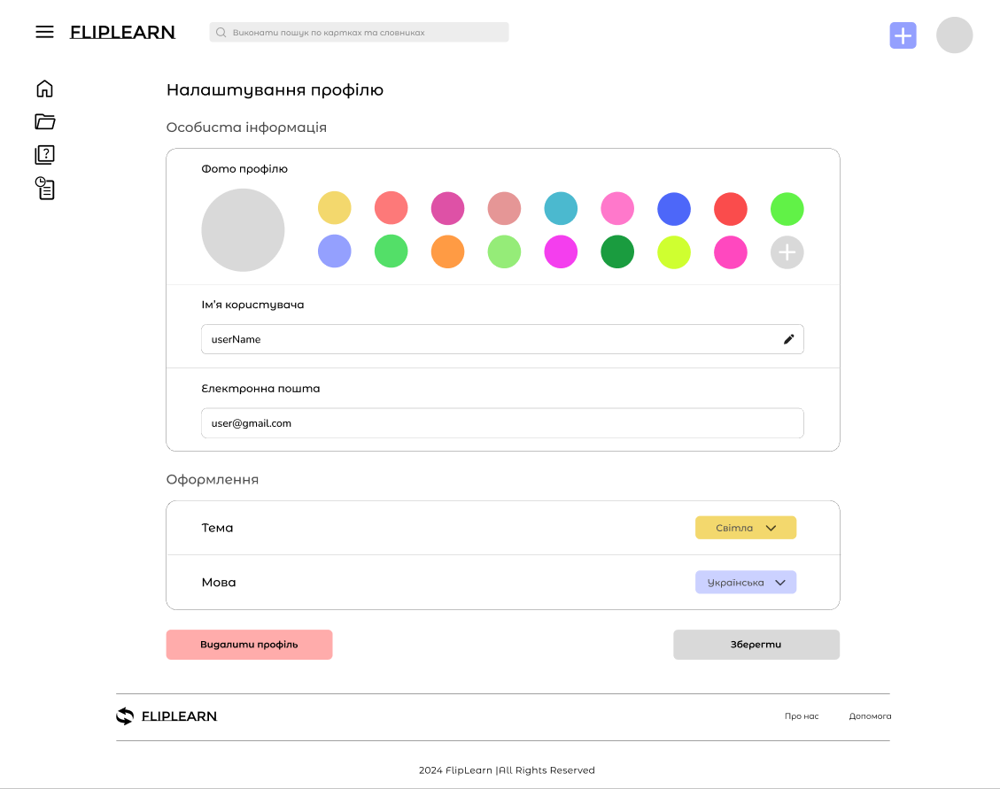 FLIPLEARN
Виконати пошук по картках та словниках
Налаштування профілю
Особиста інформація
Фото профілю
Ім'я користувача
userName
Електронна пошта
user@gmail.com
Оформлення
Тема
Світла
Мова
Українська
Видалити профіль
Зберегти
FLIPLEARN
Про нас
Допомога
2024 FlipLearn |All Rights Reserved